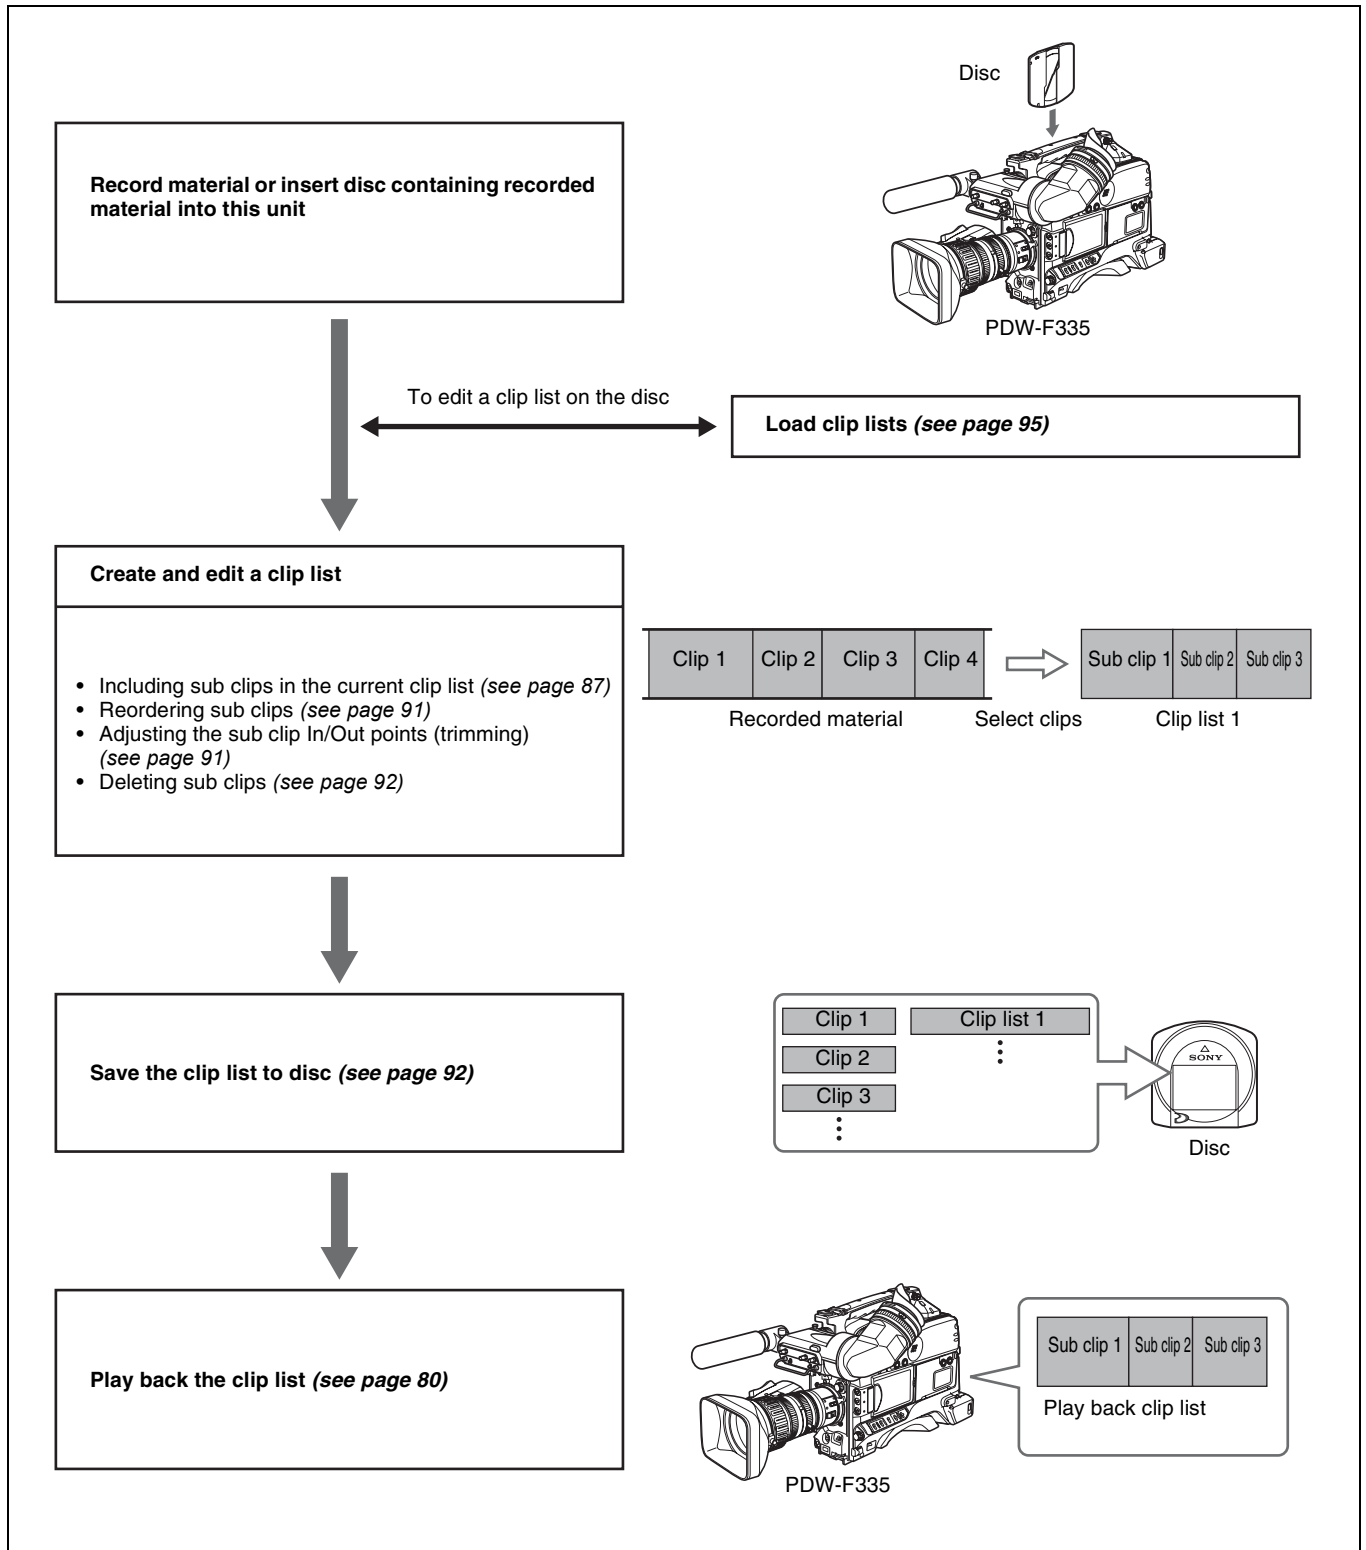 Disc
Record material or insert disc containing recorded
material into this unit
PDW-F335
To edit a clip list on the disc
Load clip lists (see page 95)
Create and edit a clip list
• Including sub clips in the current clip list (see page 87)
• Reordering sub clips (see page 91)
• Adjusting the sub clip In/Out points (trimming)
(see page 91)
• Deleting sub clips (see page 92)
Clip 1 Clip 2 Clip 3 Clip 4
Sub clip 1 Sub clip 2 Sub clip 3
Recorded material Select clips Clip list 1
Save the clip list to disc (see page 92)
Clip 1 Clip list 1
Clip 2
Clip 3
SONY
Disc
Play back the clip list (see page 80)
Sub clip 1 Sub clip 2 Sub clip 3
Play back clip list
PDW-F335